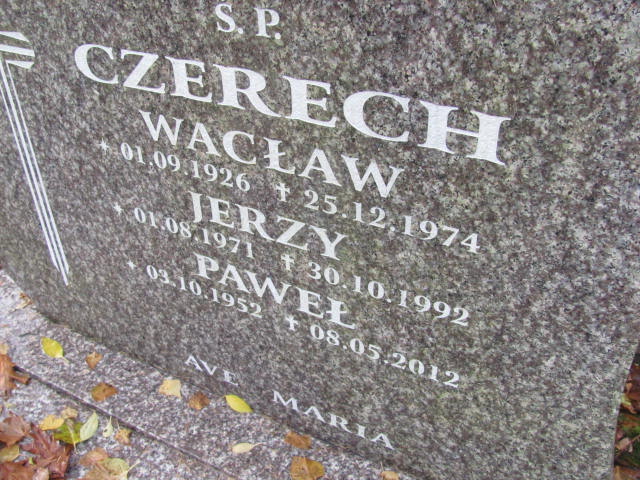 Ś. P.
CZERECH
WACŁAW
* 01.09.1926 ✝ 25.12.1974
JERZY
* 01.08.1971 ✝ 30.10.1992
PAWEŁ
* 03.10.1952 ✝ 08.05.2012
AVE MARIA